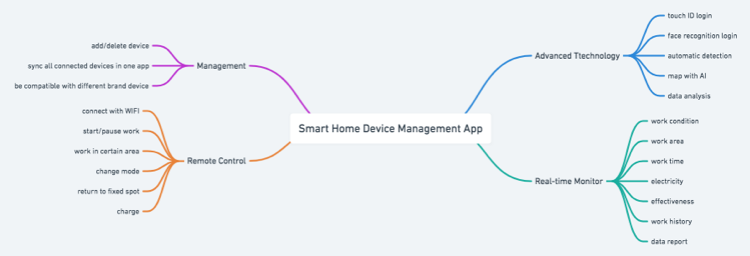 Smart Home Device Management App
Management
add/delete device
sync all connected devices in one app
be compatible with different brand device
Remote Control
connect with WIFI
start/pause work
work in certain area
change mode
return to fixed spot
charge
Advanced Ttechnology
touch ID login
face recognition login
automatic detection
map with AI
data analysis
Real-time Monitor
work condition
work area
work time
electricity
effectiveness
work history
data report